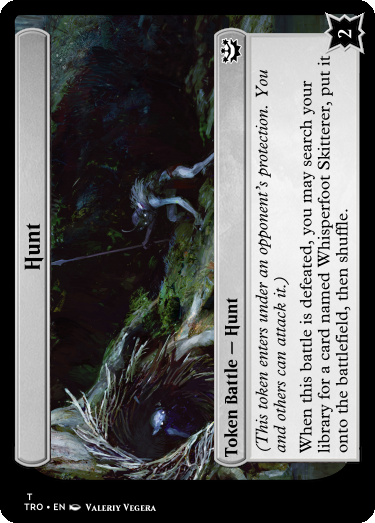 Hunt
Token Battle — Hunt
(This token enters under an opponent's protection. You
and others can attack it.)
When this battle is defeated, you may search your
library for a card named Whisperfoot Skitterer, put it
onto the battlefield, then shuffle.
2
T
TRO • EN Valeriy Vegera